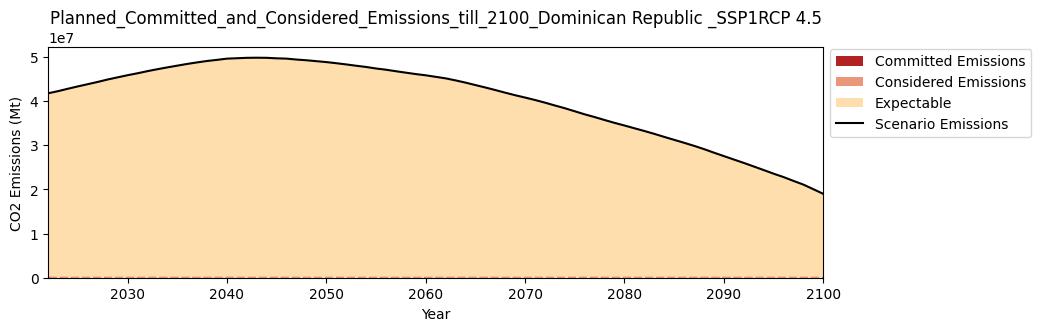 Planned_Committed_and_Considered_Emissions_till_2100_Dominican Republic _SSP1RCP 4.5
1e7
5
4
3
2
1
0
CO2 Emissions (Mt)
2030 2040 2050 2060 2070 2080 2090 2100
Year
Committed Emissions
Considered Emissions
Expectable
Scenario Emissions